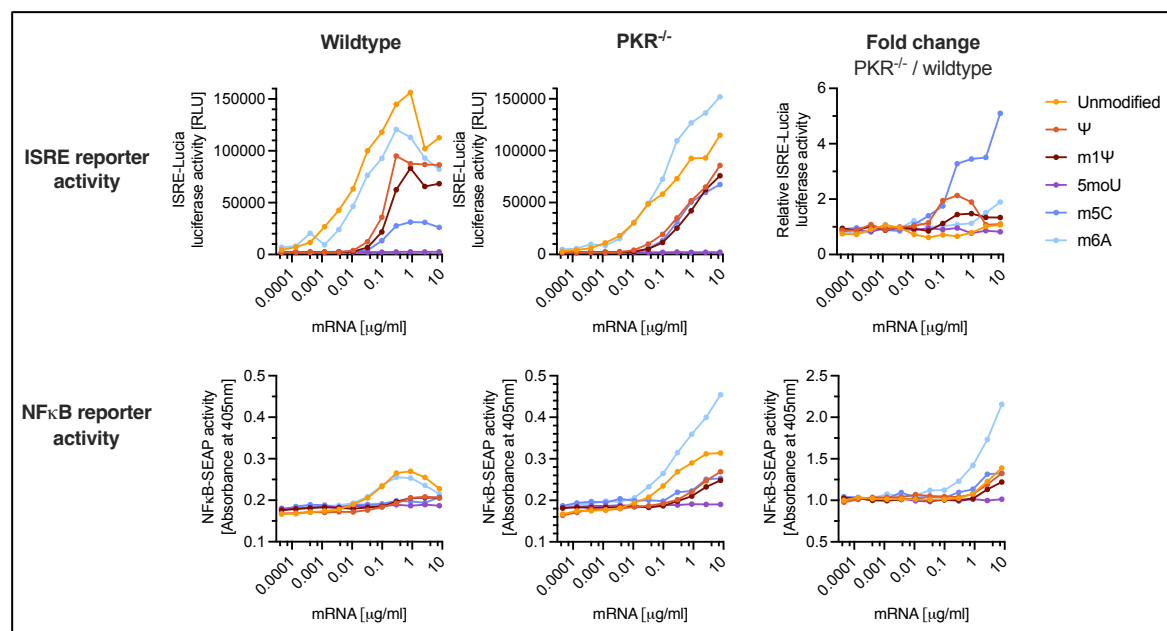 Wildtype
PKR-/-
Fold change
PKR-/- / wildtype
ISRE reporter
activity
ISRE-Lucia
luciferase activity [RLU]
150000
100000
50000
0
0.0001
0.001
0.01
0.1
1
10
mRNA [μg/ml]
ISRE-Lucia
luciferase activity [RLU]
150000
100000
50000
0
0.0001
0.001
0.01
0.1
1
10
mRNA [μg/ml]
Relative ISRE-Lucia
luciferase activity
6
4
2
0
0.0001
0.001
0.01
0.1
1
10
mRNA [μg/ml]
Unmodified
Ψ
m1Ψ
5moU
m5C
m6A
NFκB reporter
activity
NFκB-SEAP activity
[Absorbance at 405nm]
0.5
0.4
0.3
0.2
0.1
0.0001
0.001
0.01
0.1
1
10
mRNA [μg/ml]
NFκB-SEAP activity
[Absorbance at 405nm]
0.5
0.4
0.3
0.2
0.1
0.0001
0.001
0.01
0.1
1
10
mRNA [μg/ml]
NFκB-SEAP activity
[Absorbance at 405nm]
2.5
2.0
1.5
1.0
0.5
0.0001
0.001
0.01
0.1
1
10
mRNA [μg/ml]